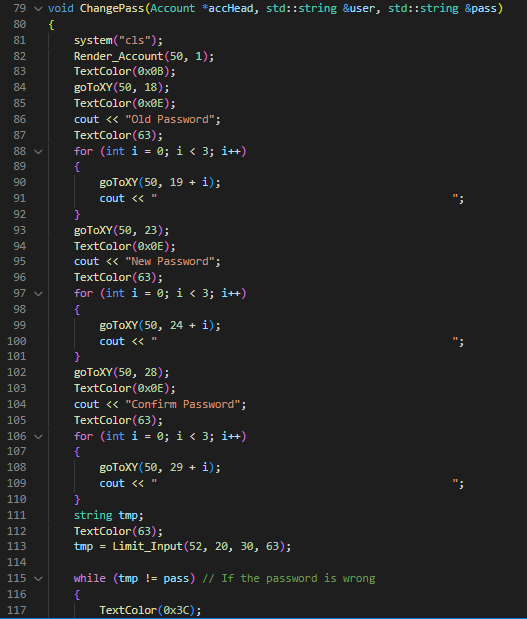 79 void ChangePass(Account *accHead, std::string &user, std::string &pass)
80 {
81     system("cls");
82     Render_Account(50, 1);
83     TextColor(0x0B);
84     goToXY(50, 18);
85     TextColor(0x0E);
86     cout << "Old Password";
87     TextColor(63);
88     for (int i = 0; i < 3; i++)
89     {
90         goToXY(50, 19 + i);
91         cout << "                                              ";
92     }
93     goToXY(50, 23);
94     TextColor(0x0E);
95     cout << "New Password";
96     TextColor(63);
97     for (int i = 0; i < 3; i++)
98     {
99         goToXY(50, 24 + i);
100         cout << "                                              ";
101     }
102     goToXY(50, 28);
103     TextColor(0x0E);
104     cout << "Confirm Password";
105     TextColor(63);
106     for (int i = 0; i < 3; i++)
107     {
108         goToXY(50, 29 + i);
109         cout << "                                              ";
110     }
111     string tmp;
112     TextColor(63);
113     tmp = Limit_Input(52, 20, 30, 63);
114
115     while (tmp != pass) // If the password is wrong
116     {
117         TextColor(0x3C);